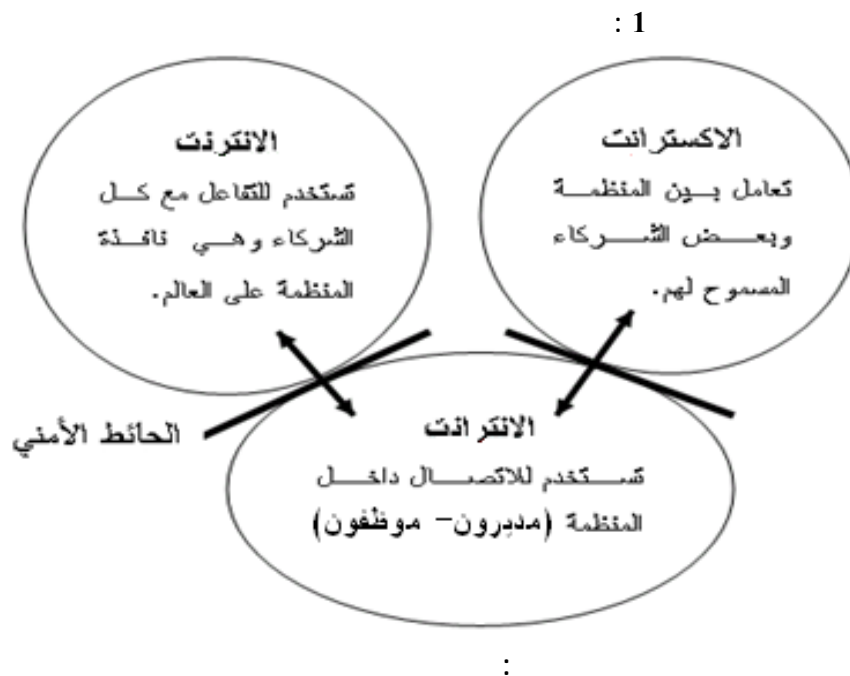 : 1
الاكسترانت
تعامل بين المنظمة
وبعض الشركاء
المسموح لهم.
الانترنت
تستخدم للتفاعل مع كل
الشركاء وهي نافذة
المنظمة على العالم.
الحائط الأمني
الانترانت
تستخدم للاتصال داخل
المنظمة (مديرون- موظفون)
: